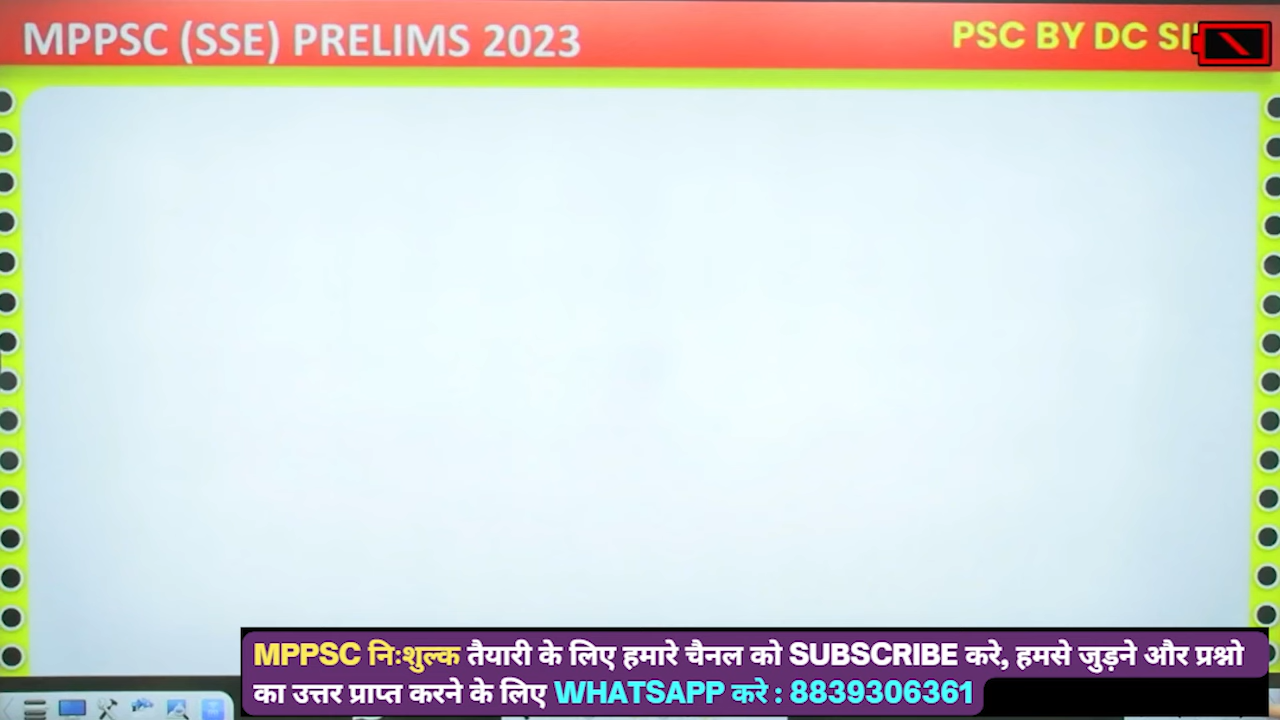 MPPSC (SSE) PRELIMS 2023
PSC BY DC
MPPSC निःशुल्क तैयारी के लिए हमारे चैनल को SUBSCRIBE करे, हमसे जुड़ने और प्रश्नो
का उत्तर प्राप्त करने के लिए WHATSAPP करे : 8839306361